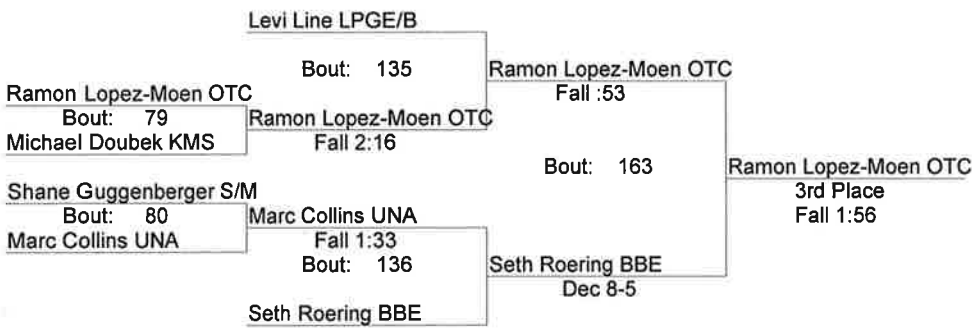 Levi Line LPGE/B
Bout: 135
Ramon Lopez-Moen OTC
Fall :53
Ramon Lopez-Moen OTC
Bout: 79
Michael Doubek KMS
Ramon Lopez-Moen OTC
Fall 2:16
Bout: 163
Ramon Lopez-Moen OTC
3rd Place
Fall 1:56
Shane Guggenberger S/M
Bout: 80
Marc Collins UNA
Marc Collins UNA
Fall 1:33
Bout: 136
Seth Roering BBE
Dec 8-5
Seth Roering BBE